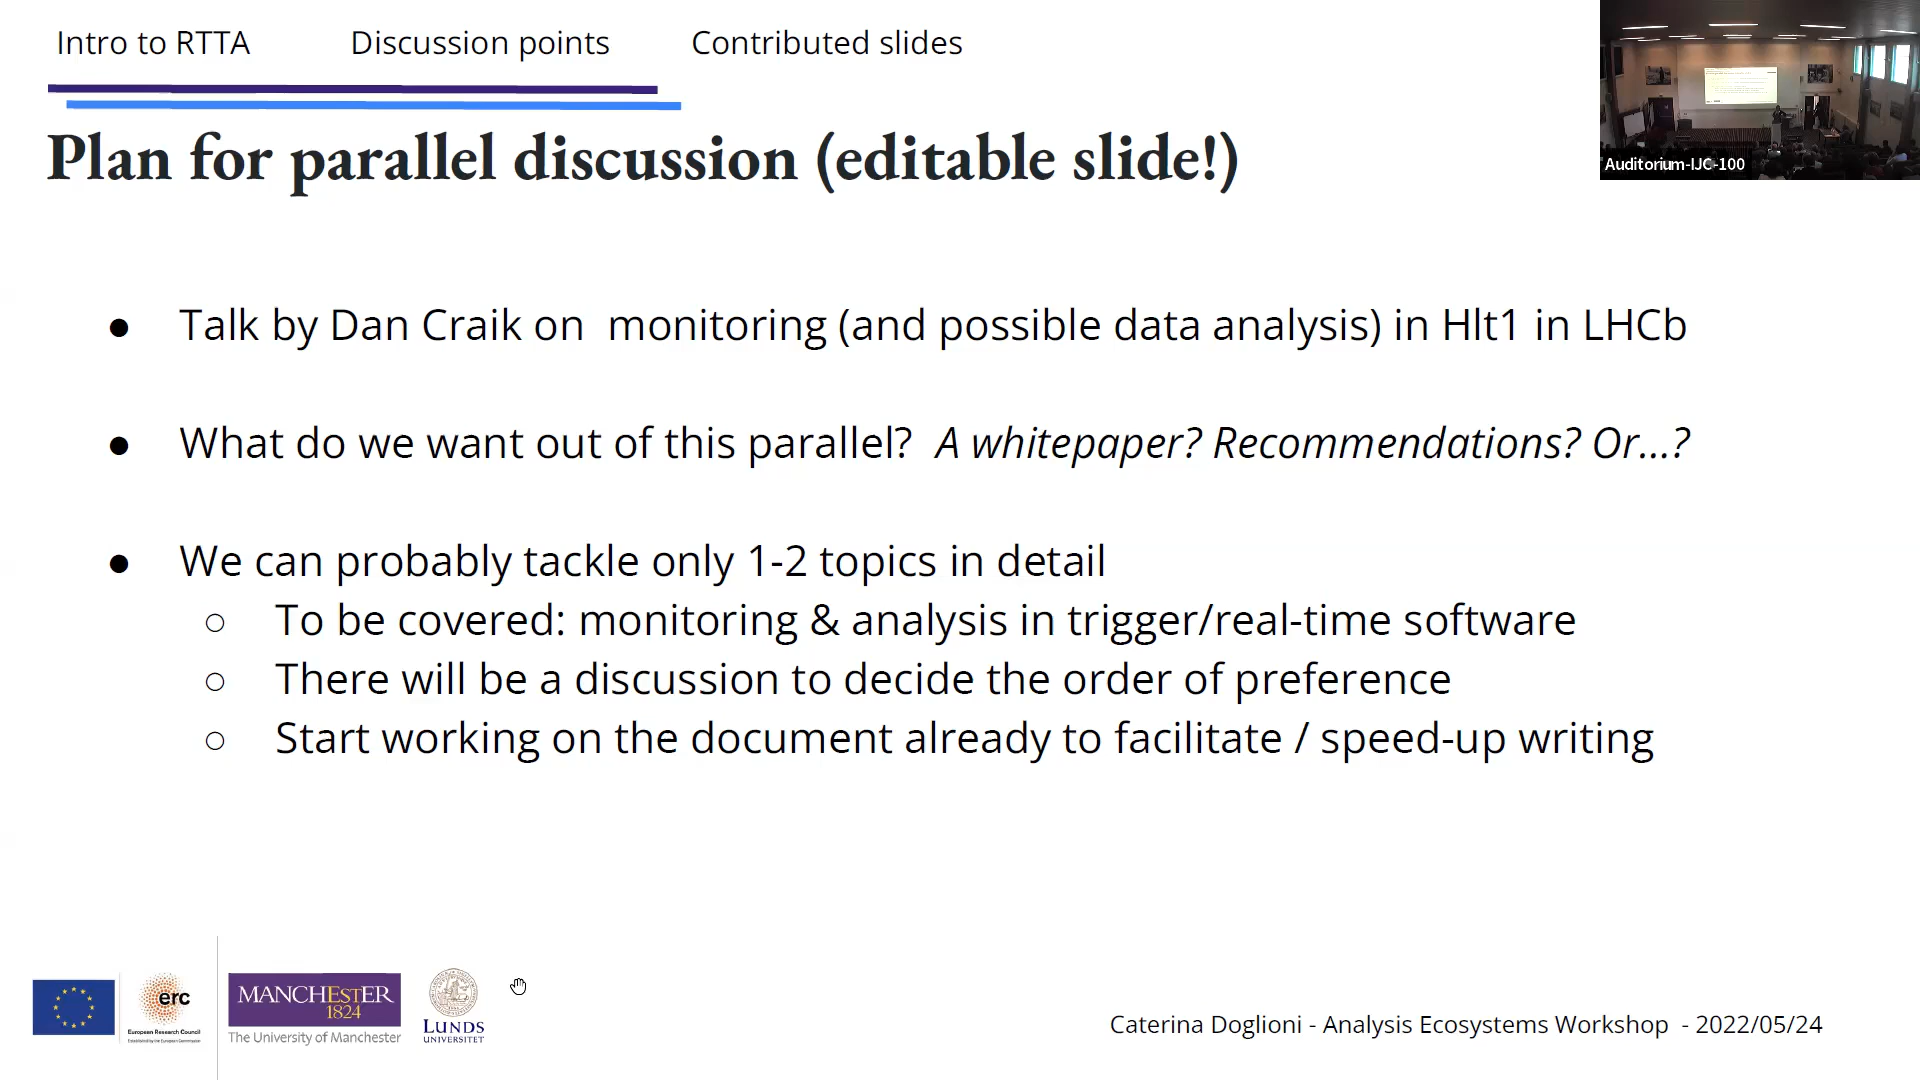 Intro to RTTA Discussion points Contributed slides
Plan for parallel discussion (editable slide!)
Auditorium-IJC-100
● Talk by Dan Craik on monitoring (and possible data analysis) in Hlt1 in LHCb
● What do we want out of this parallel? A whitepaper? Recommendations? Or...?
● We can probably tackle only 1-2 topics in detail
○ To be covered: monitoring & analysis in trigger/real-time software
○ There will be a discussion to decide the order of preference
○ Start working on the document already to facilitate / speed-up writing
erc
European Research Council
Established by the European Commission
MANCHESTER
1824
The University of Manchester
LUNDS
UNIVERSITET
Caterina Doglioni - Analysis Ecosystems Workshop - 2022/05/24